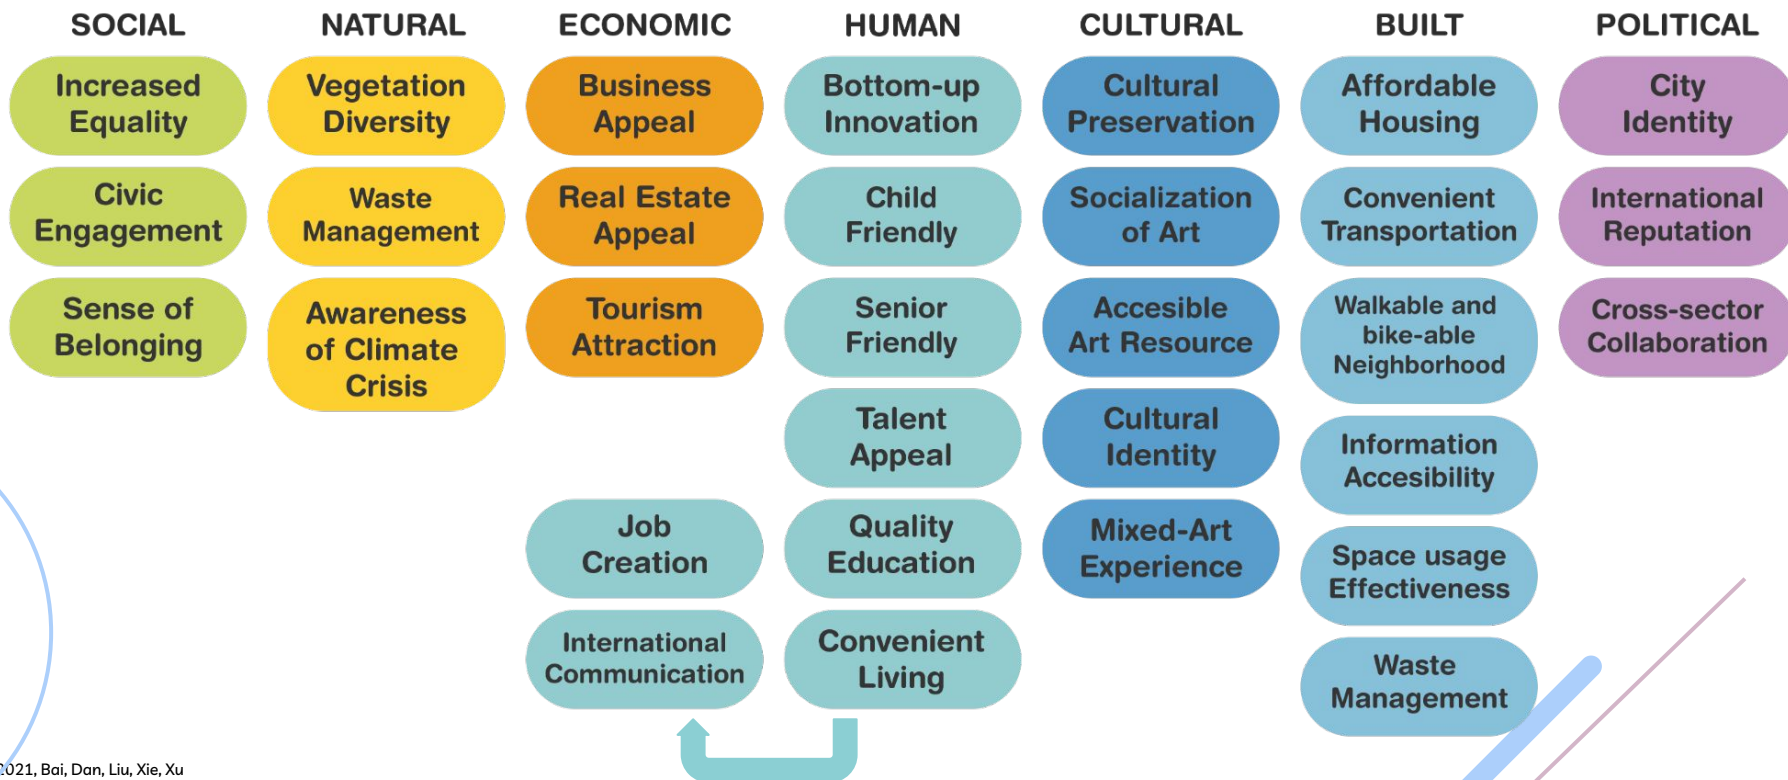 SOCIAL
Increased
Equality
Civic
Engagement
Sense of
Belonging
NATURAL
Vegetation
Diversity
Waste
Management
Awareness
of Climate
Crisis
ECONOMIC
Business
Appeal
Real Estate
Appeal
Tourism
Attraction
Job
Creation
International
Communication
HUMAN
Bottom-up
Innovation
Child
Friendly
Senior
Friendly
Talent
Appeal
Quality
Education
Convenient
Living
CULTURAL
Cultural
Preservation
Socialization
of Art
Accesible
Art Resource
Cultural
Identity
Mixed-Art
Experience
BUILT
Affordable
Housing
Convenient
Transportation
Walkable and
bike-able
Neighborhood
Information
Accesibility
Space usage
Effectiveness
Waste
Management
POLITICAL
City
Identity
International
Reputation
Cross-sector
Collaboration
2021, Bai, Dan, Liu, Xie, Xu